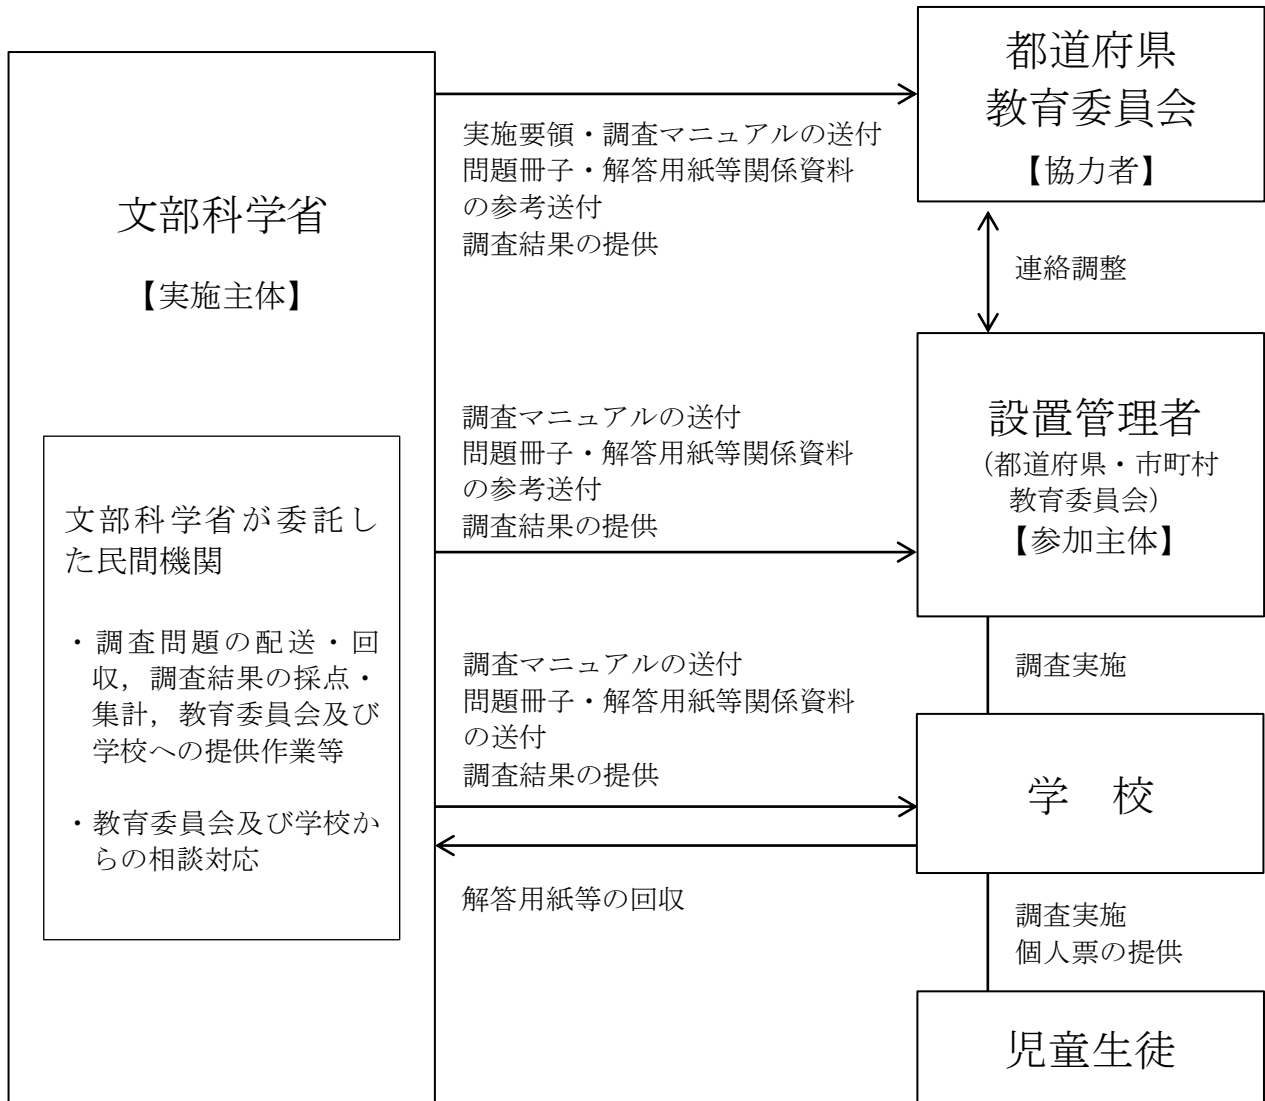 文部科学省
【実施主体】
文部科学省が委託し
た民間機関
・調査問題の配送・回
収，調査結果の採点・
集計，教育委員会及び
学校への提供作業等
・教育委員会及び学校か
らの相談対応
実施要領・調査マニュアルの送付
問題冊子・解答用紙等関係資料
の参考送付
調査結果の提供
調査マニュアルの送付
問題冊子・解答用紙等関係資料
の参考送付
調査結果の提供
調査マニュアルの送付
問題冊子・解答用紙等関係資料
の送付
調査結果の提供
解答用紙等の回収
都道府県
教育委員会
【協力者】
連絡調整
設置管理者
（都道府県・市町村
教育委員会）
【参加主体】
調査実施
学　校
調査実施
個人票の提供
児童生徒